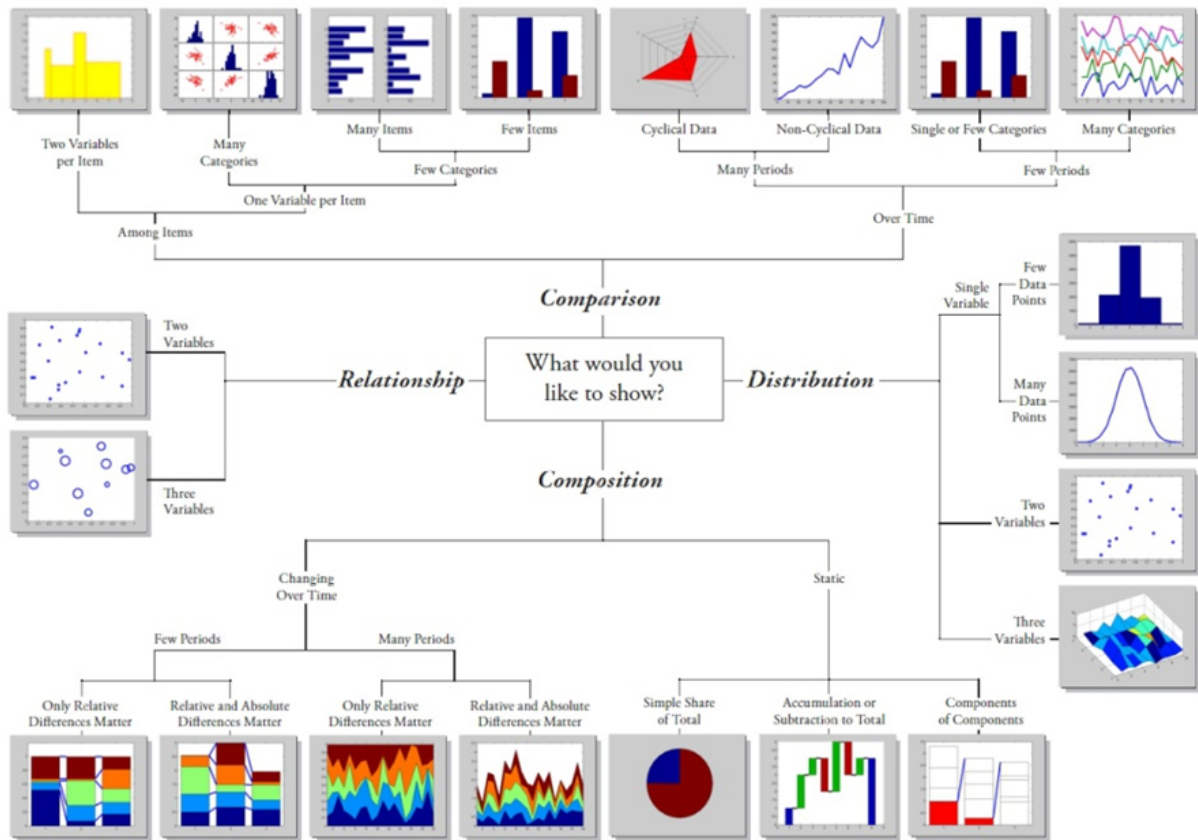 Two Variables
per Item
Many
Categories
Many Items
Few Items
Cyclical Data
Non-Cyclical Data
Single or Few Categories
Many Categories
Few Categories
Many Periods
Few Periods
One Variable per Item
Over Time
Among Items
Comparison
Single
Variable
Few
Data
Points
Two
Variables
Relationship
What would you
like to show?
Distribution
Many
Data
Points
Three
Variables
Composition
Two
Variables
Three
Variables
Changing
Over Time
Static
Few Periods
Many Periods
Only Relative
Differences Matter
Relative and Absolute
Differences Matter
Only Relative
Differences Matter
Relative and Absolute
Differences Matter
Simple Share
of Total
Accumulation or
Subtraction to Total
Components
of Components